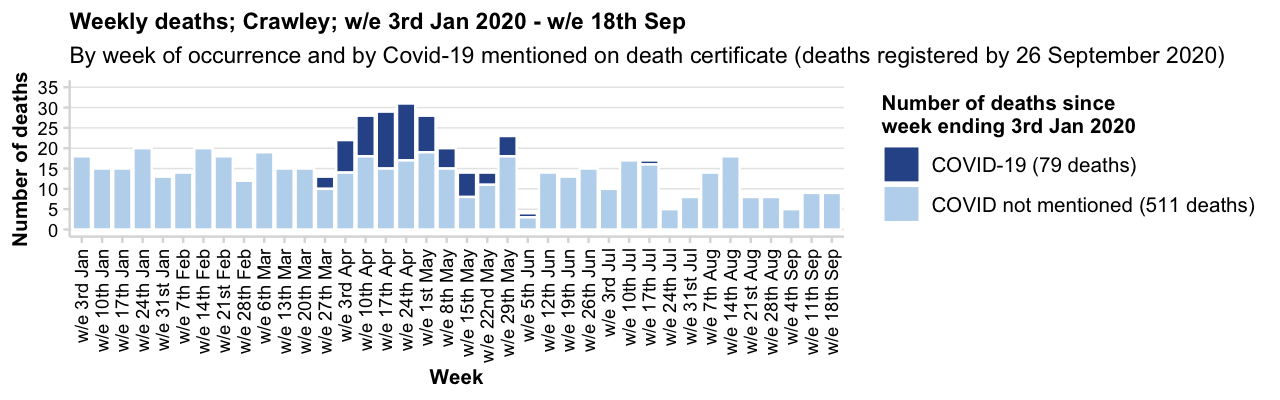 Weekly deaths; Crawley; w/e 3rd Jan 2020 - w/e 18th Sep
By week of occurrence and by Covid-19 mentioned on death certificate (deaths registered by 26 September 2020)
Number of deaths
35
30
25
20
15
10
5
0
w/e 3rd Jan
w/e 10th Jan
w/e 17th Jan
w/e 24th Jan
w/e 31st Jan
w/e 7th Feb
w/e 14th Feb
w/e 21st Feb
w/e 28th Feb
w/e 6th Mar
w/e 13th Mar
w/e 20th Mar
w/e 27th Mar
w/e 3rd Apr
w/e 10th Apr
w/e 17th Apr
w/e 24th Apr
w/e 1st May
w/e 8th May
w/e 15th May
w/e 22nd May
w/e 29th May
w/e 5th Jun
w/e 12th Jun
w/e 19th Jun
w/e 26th Jun
w/e 3rd Jul
w/e 10th Jul
w/e 17th Jul
w/e 24th Jul
w/e 31st Jul
w/e 7th Aug
w/e 14th Aug
w/e 21st Aug
w/e 28th Aug
w/e 4th Sep
w/e 11th Sep
w/e 18th Sep
Week
Number of deaths since
week ending 3rd Jan 2020
COVID-19 (79 deaths)
COVID not mentioned (511 deaths)